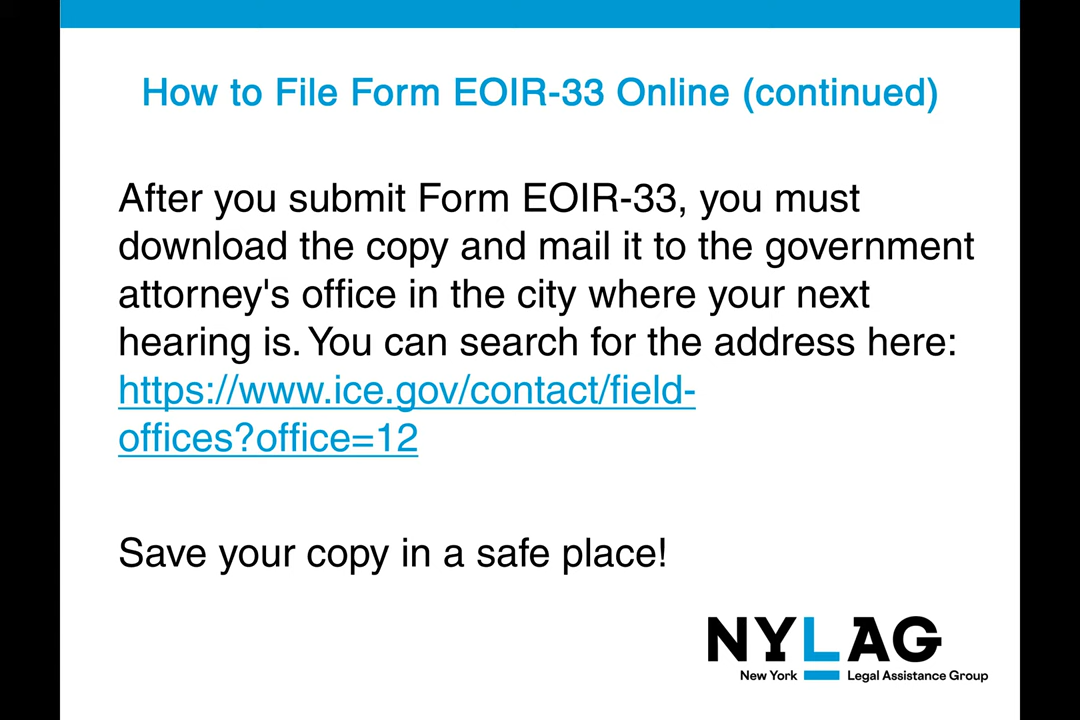 How to File Form EOIR-33 Online (continued)
After you submit Form EOIR-33, you must
download the copy and mail it to the government
attorney's office in the city where your next
hearing is. You can search for the address here:
https://www.ice.gov/contact/field-
offices?office=12
Save your copy in a safe place!
NYLAG
New York Legal Assistance Group